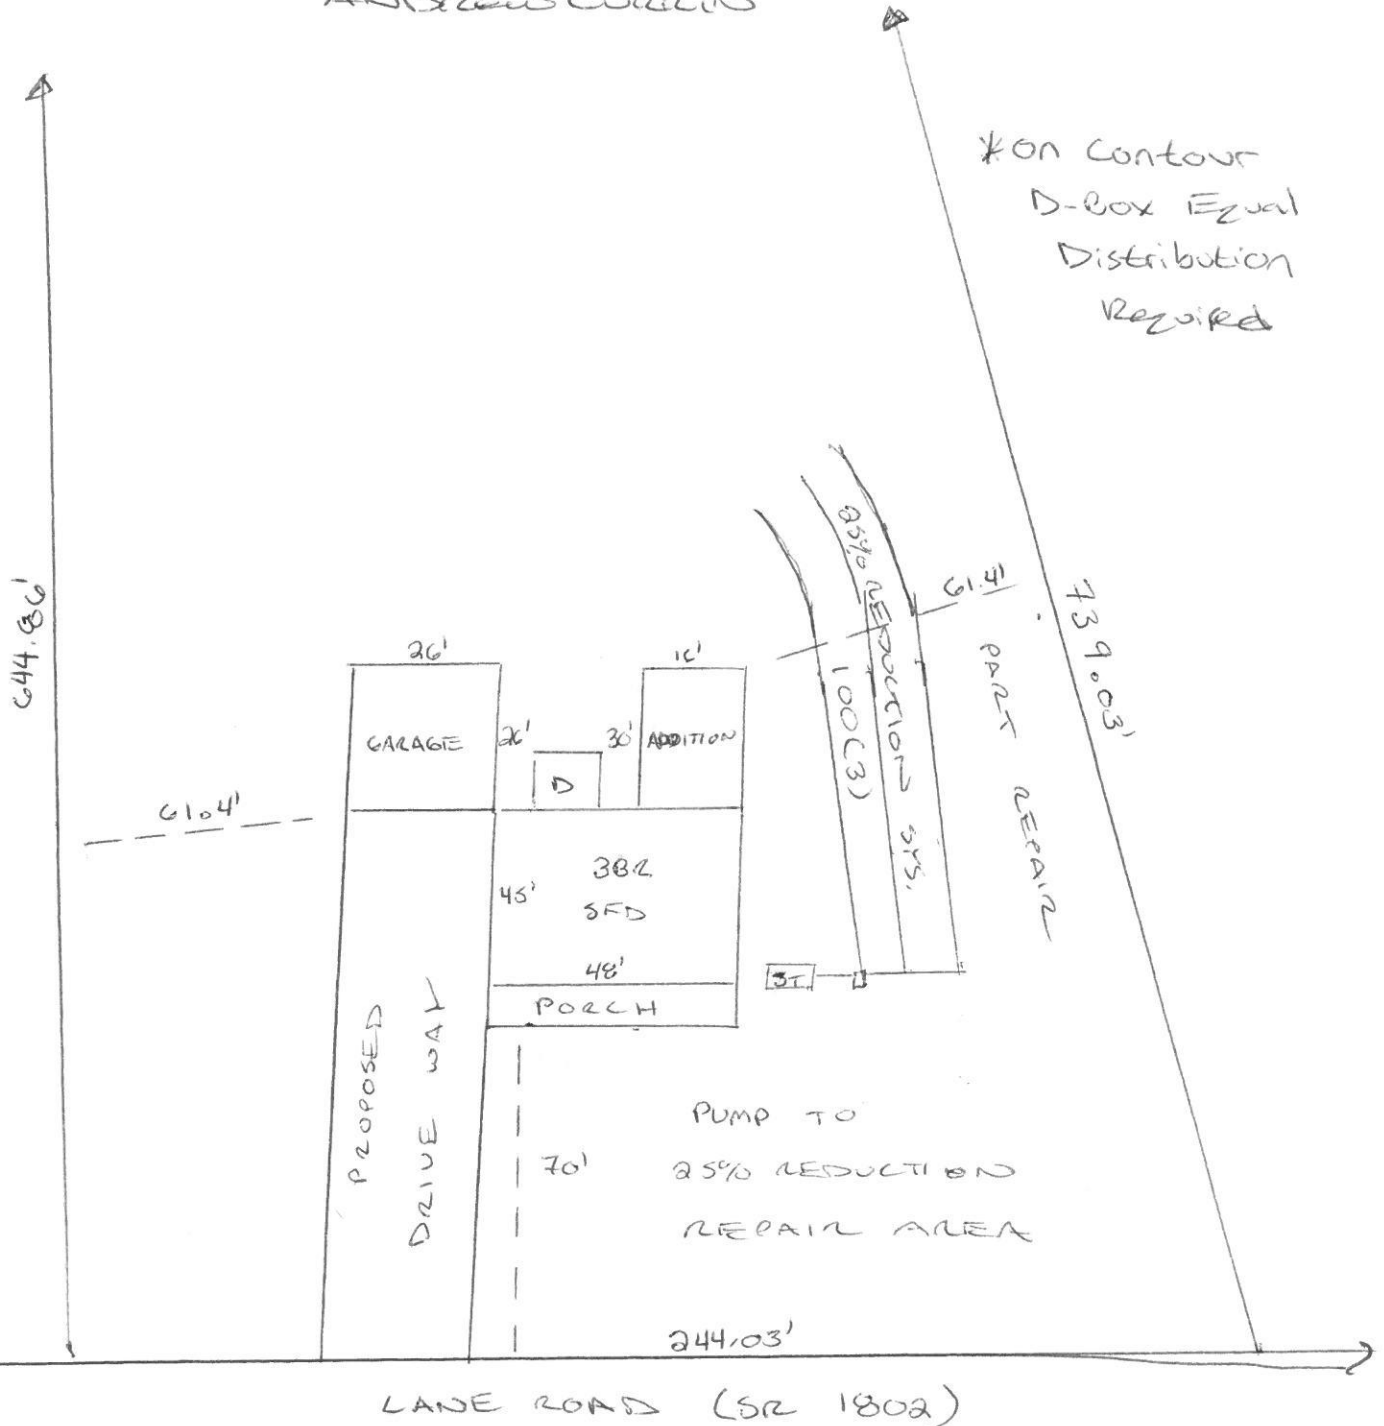 *On Contour
D-Box Equal
Distribution
Required
644.86'
739.03'
25% REDUCTION SYS.
100(3)
61.4'
PART REPAIR
26'
GARAGE
26'
D
30'
16'
ADDITION
61.4'
3BR
SFD
45'
48'
PORCH
ST
PROPOSED
DRIVE WAY
70'
PUMP TO
25% REDUCTION
REPAIR AREA
244.03'
LANE ROAD (SR 1802)